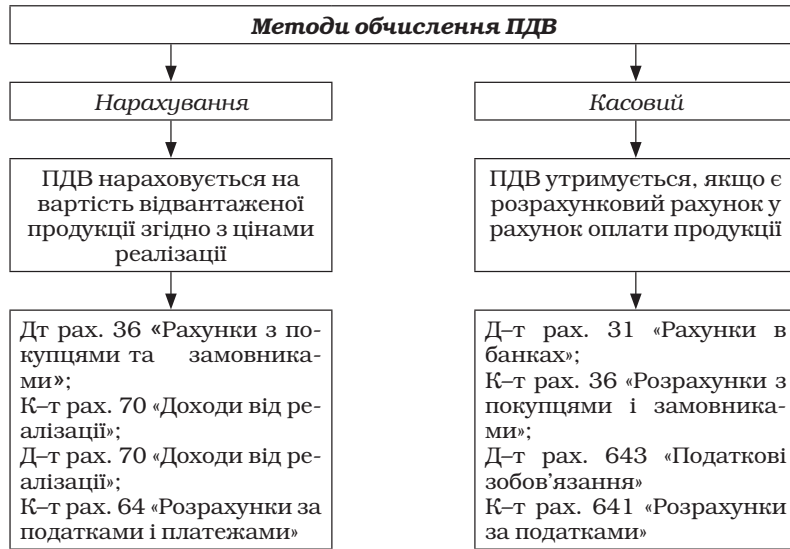 Методи обчислення ПДВ
Нарахування
Касовий
ПДВ нараховується на
вартість відвантаженої
продукції згідно з цінами
реалізації
ПДВ утримується, якщо є
розрахунковий рахунок у
рахунок оплати продукції
Дт рах. 36 «Рахунки з по-
купцями та замовника-
ми»;
К–т рах. 70 «Доходи від ре-
алізації»;
Д–т рах. 70 «Доходи від ре-
алізації»;
К–т рах. 64 «Розрахунки за
податками і платежами»
Д–т рах. 31 «Рахунки в
банках»;
К–т рах. 36 «Розрахунки з
покупцями і замовника-
ми»;
Д–т рах. 643 «Податкові
зобов'язання»
К–т рах. 641 «Розрахунки
за податками»